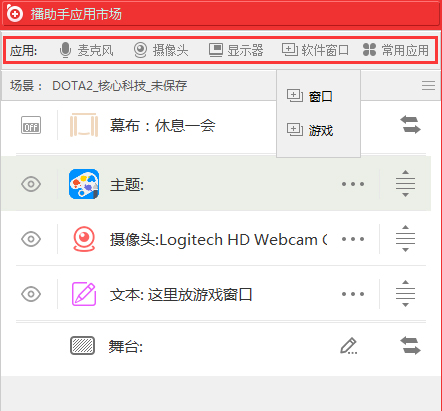 播助手应用市场
应用: 麦克风 摄像头 显示器 软件窗口 常用应用
场景： DOTA2_核心科技_未保存
窗口
游戏
OFF 幕布：休息一会
主题:
摄像头:Logitech HD Webcam C
文本: 这里放游戏窗口
舞台: